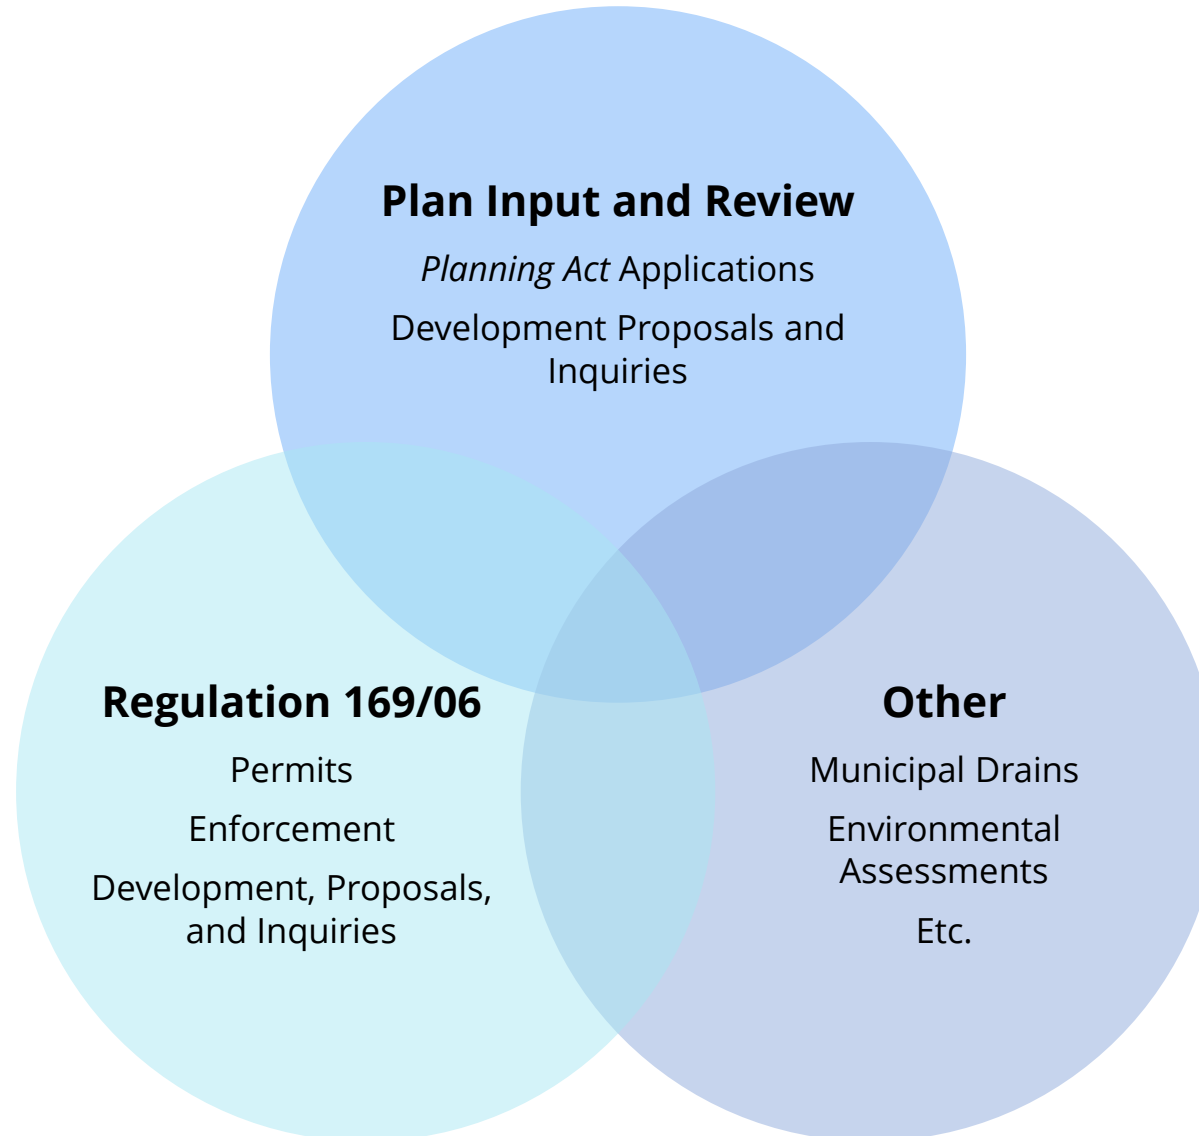 Plan Input and Review
Planning Act Applications
Development Proposals and
Inquiries
Regulation 169/06
Permits
Enforcement
Development, Proposals,
and Inquiries
Other
Municipal Drains
Environmental
Assessments
Etc.